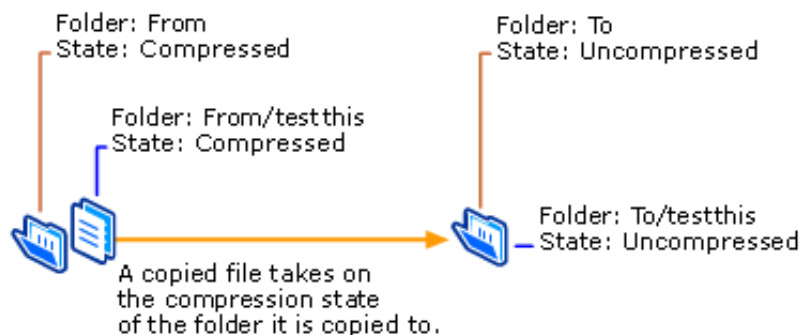 Folder: From
State: Compressed
Folder: To
State: Uncompressed
Folder: From/testthis
State: Compressed
Folder: To/testthis
State: Uncompressed
A copied file takes on
the compression state
of the folder it is copied to.